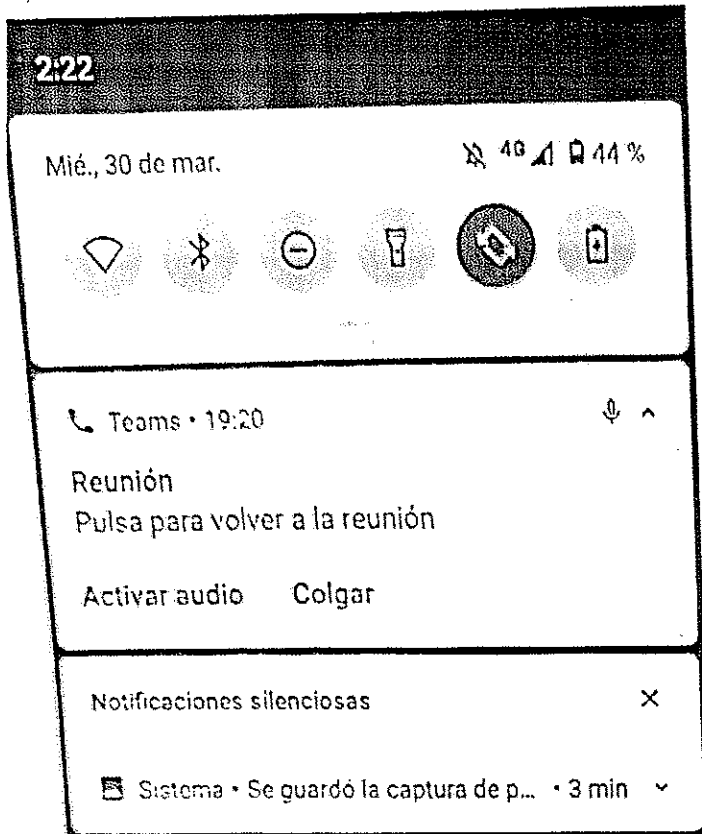 2:22
Mié., 30 de mar. 4G 44 %
Teams • 19:20
Reunión
Pulsa para volver a la reunión
Activar audio Colgar
Notificaciones silenciosas
Sistema • Se guardó la captura de p... • 3 min